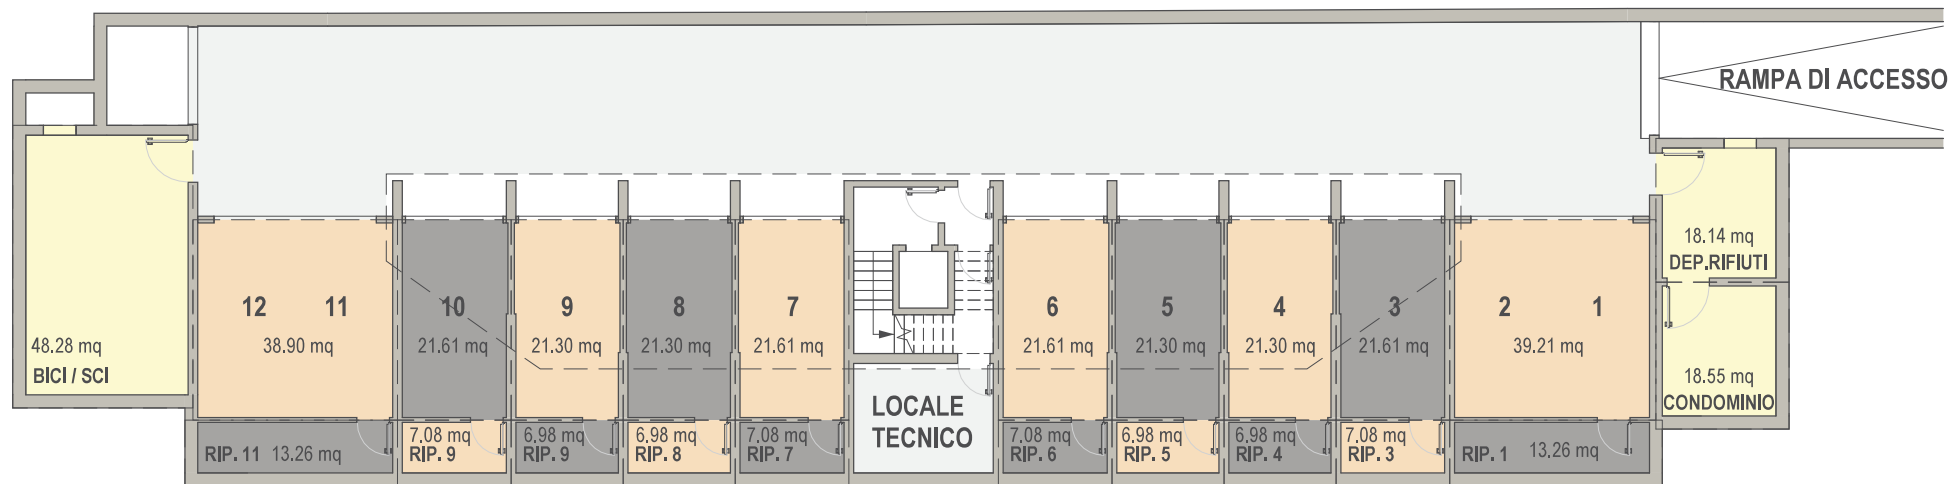 RAMPA DI ACCESSO
48.28 mq
BICI / SCI
12 11
38.90 mq
10
21.61 mq
9
21.30 mq
8
21.30 mq
7
21.61 mq
6
21.61 mq
5
21.30 mq
4
21.30 mq
3
21.61 mq
2 1
39.21 mq
18.14 mq
DEP.RIFIUTI
18.55 mq
CONDOMINIO
LOCALE
TECNICO
RIP. 11 13.26 mq
7.08 mq
RIP. 9
6.98 mq
RIP. 9
6.98 mq
RIP. 8
7.08 mq
RIP. 7
7.08 mq
RIP. 6
6.98 mq
RIP. 5
6.98 mq
RIP. 4
7.08 mq
RIP. 3
RIP. 1 13,26 mq